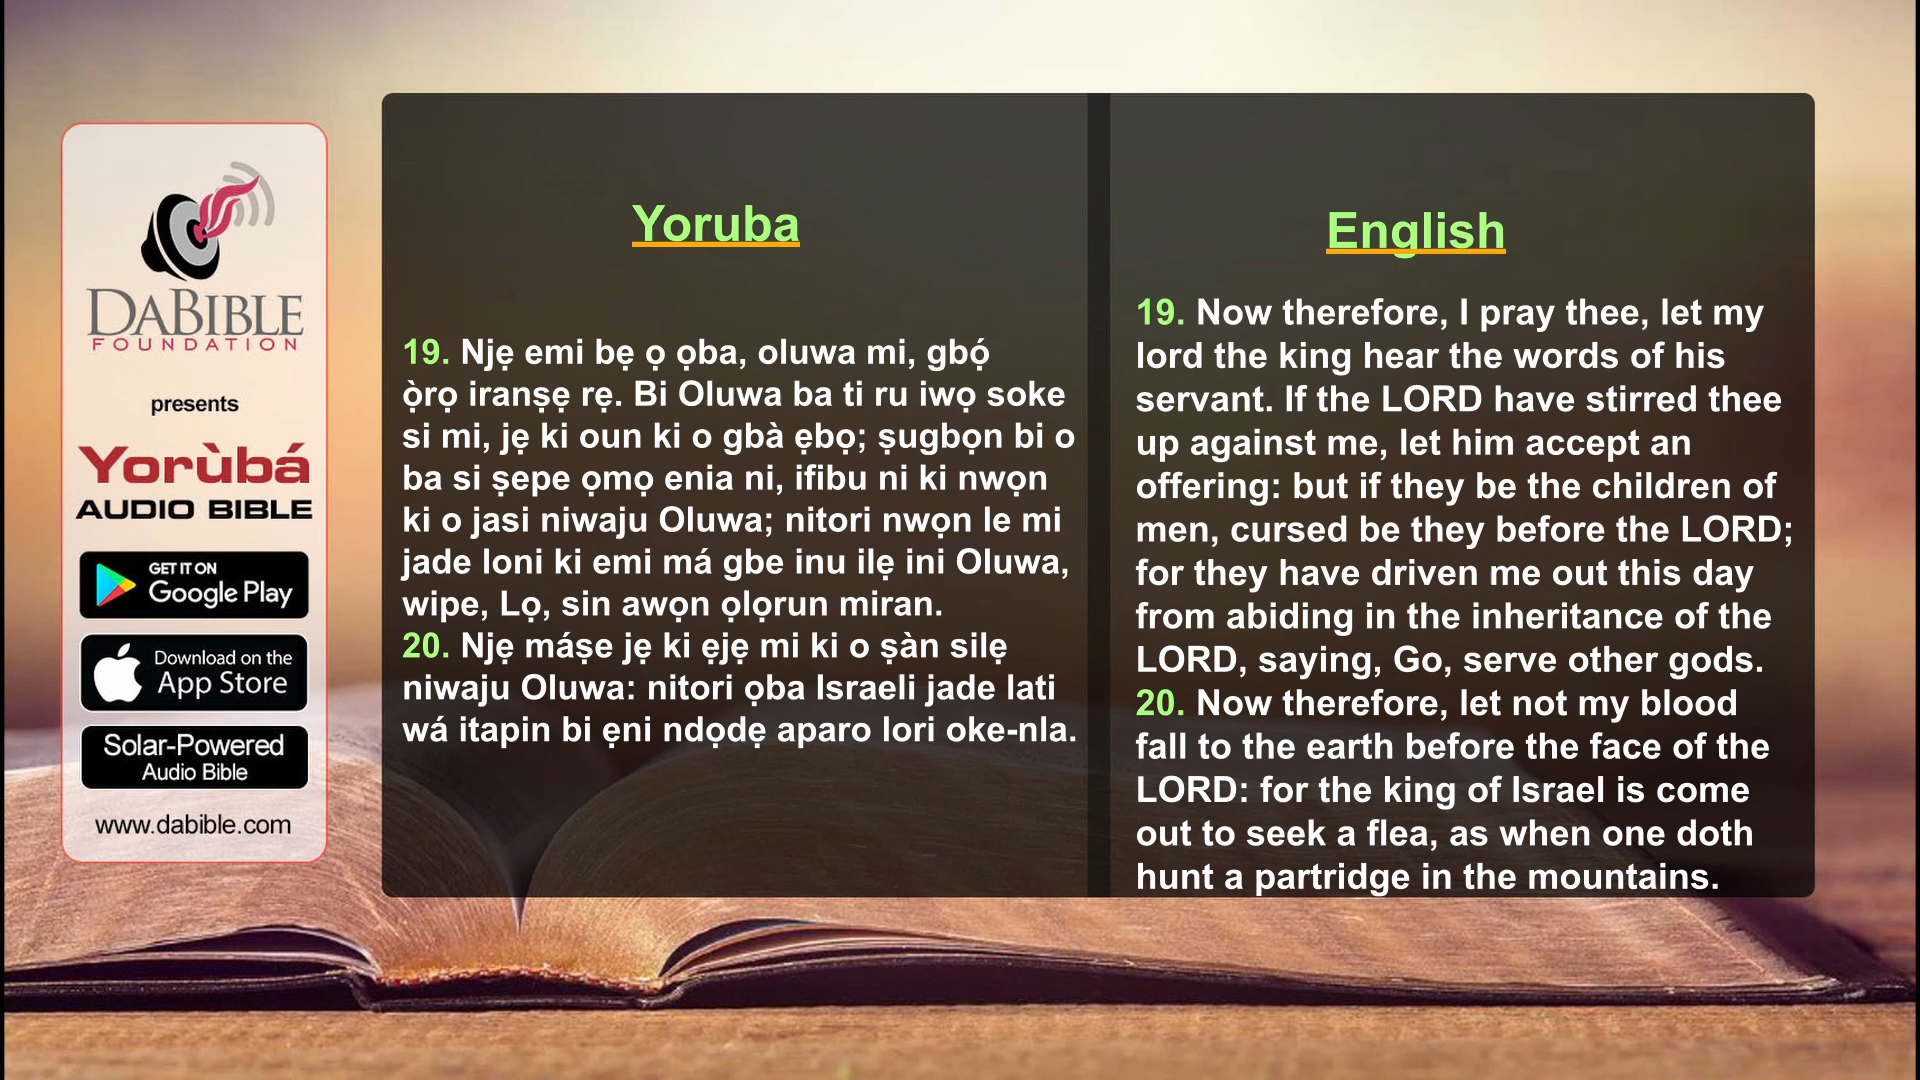 DABIBLE
FOUNDATION
presents
Yorùbá
AUDIO BIBLE
GET IT ON
Google Play
Download on the
App Store
Solar-Powered
Audio Bible
www.dabible.com
Yoruba
19. Njẹ emi bẹ ọ ọba, oluwa mi, gbọ́
ọ̀rọ iranṣẹ rẹ. Bi Oluwa ba ti ru iwọ soke
si mi, jẹ ki oun ki o gbà ẹbọ; ṣugbọn bi o
ba si ṣepe ọmọ enia ni, ifibu ni ki nwọn
ki o jasi niwaju Oluwa; nitori nwọn le mi
jade loni ki emi má gbe inu ilẹ ini Oluwa,
wipe, Lọ, sin awọn ọlọrun miran.
20. Njẹ máṣe jẹ ki ẹjẹ mi ki o ṣàn silẹ
niwaju Oluwa: nitori ọba Israeli jade lati
wá itapin bi ẹni ndọdẹ aparo lori oke-nla.
English
19. Now therefore, I pray thee, let my
lord the king hear the words of his
servant. If the LORD have stirred thee
up against me, let him accept an
offering: but if they be the children of
men, cursed be they before the LORD;
for they have driven me out this day
from abiding in the inheritance of the
LORD, saying, Go, serve other gods.
20. Now therefore, let not my blood
fall to the earth before the face of the
LORD: for the king of Israel is come
out to seek a flea, as when one doth
hunt a partridge in the mountains.